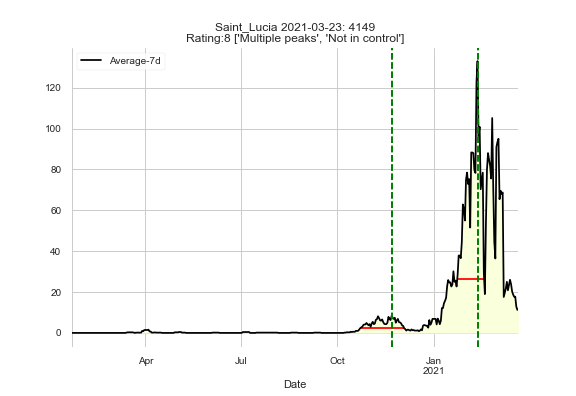 Saint_Lucia 2021-03-23: 4149
Rating:8 ['Multiple peaks', 'Not in control']
Average-7d
120
100
80
60
40
20
0
Apr
Jul
Oct
Jan
2021
Date